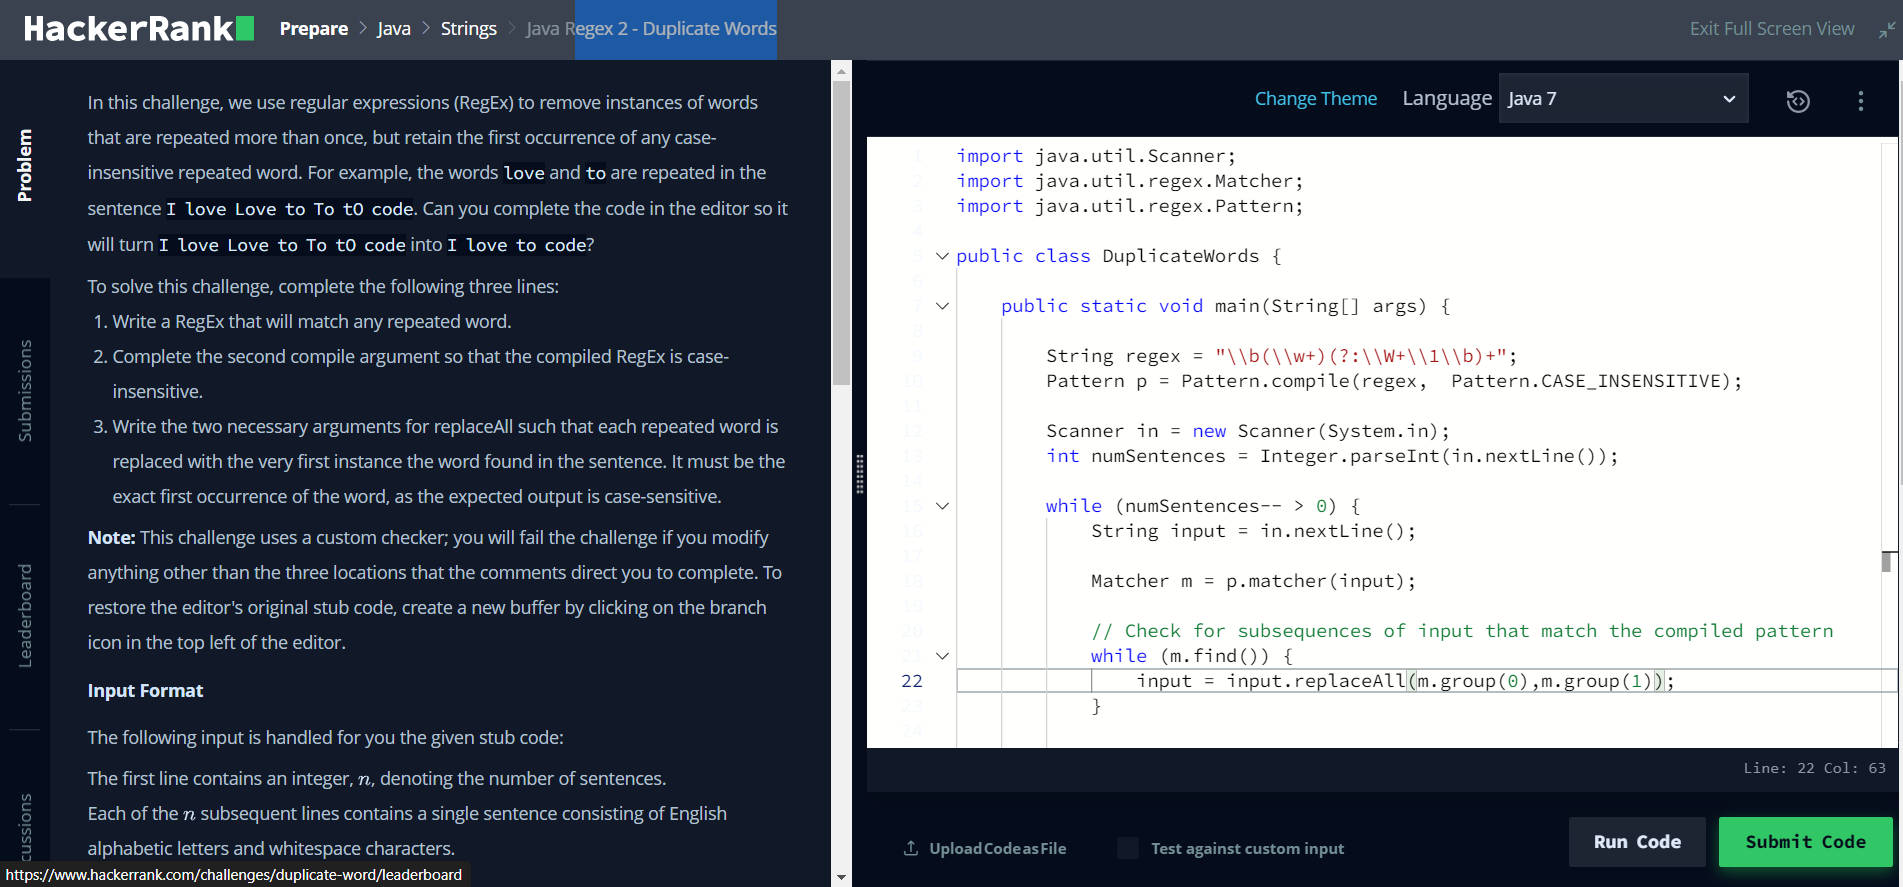 HackerRank Prepare > Java > Strings > Java Regex 2 - Duplicate Words Exit Full Screen View
Problem
Submissions
Leaderboard
cussions
In this challenge, we use regular expressions (RegEx) to remove instances of words
that are repeated more than once, but retain the first occurrence of any case-
insensitive repeated word. For example, the words love and to are repeated in the
sentence I love Love to To tO code. Can you complete the code in the editor so it
will turn I love Love to To tO code into I love to code?
To solve this challenge, complete the following three lines:
1. Write a RegEx that will match any repeated word.
2. Complete the second compile argument so that the compiled RegEx is case-
insensitive.
3. Write the two necessary arguments for replaceAll such that each repeated word is
replaced with the very first instance the word found in the sentence. It must be the
exact first occurrence of the word, as the expected output is case-sensitive.
Note: This challenge uses a custom checker; you will fail the challenge if you modify
anything other than the three locations that the comments direct you to complete. To
restore the editor's original stub code, create a new buffer by clicking on the branch
icon in the top left of the editor.
Input Format
The following input is handled for you the given stub code:
The first line contains an integer, n, denoting the number of sentences.
Each of the n subsequent lines contains a single sentence consisting of English
alphabetic letters and whitespace characters.
https://www.hackerrank.com/challenges/duplicate-word/leaderboard
Change Theme Language Java 7
1 import java.util.Scanner;
2 import java.util.regex.Matcher;
3 import java.util.regex.Pattern;
4
5 public class DuplicateWords {
6
7 public static void main(String[] args) {
8
9 String regex = "\\b(\\w+)(?:\\W+\\1\\b)+";
10 Pattern p = Pattern.compile(regex, Pattern.CASE_INSENSITIVE);
11
12 Scanner in = new Scanner(System.in);
13 int numSentences = Integer.parseInt(in.nextLine());
14
15 while (numSentences-- > 0) {
16 String input = in.nextLine();
17
18 Matcher m = p.matcher(input);
19
20 // Check for subsequences of input that match the compiled pattern
21 while (m.find()) {
22 input = input.replaceAll(m.group(0),m.group(1));
23 }
24
Line: 22 Col: 63
Upload Code as File Test against custom input Run Code Submit Code